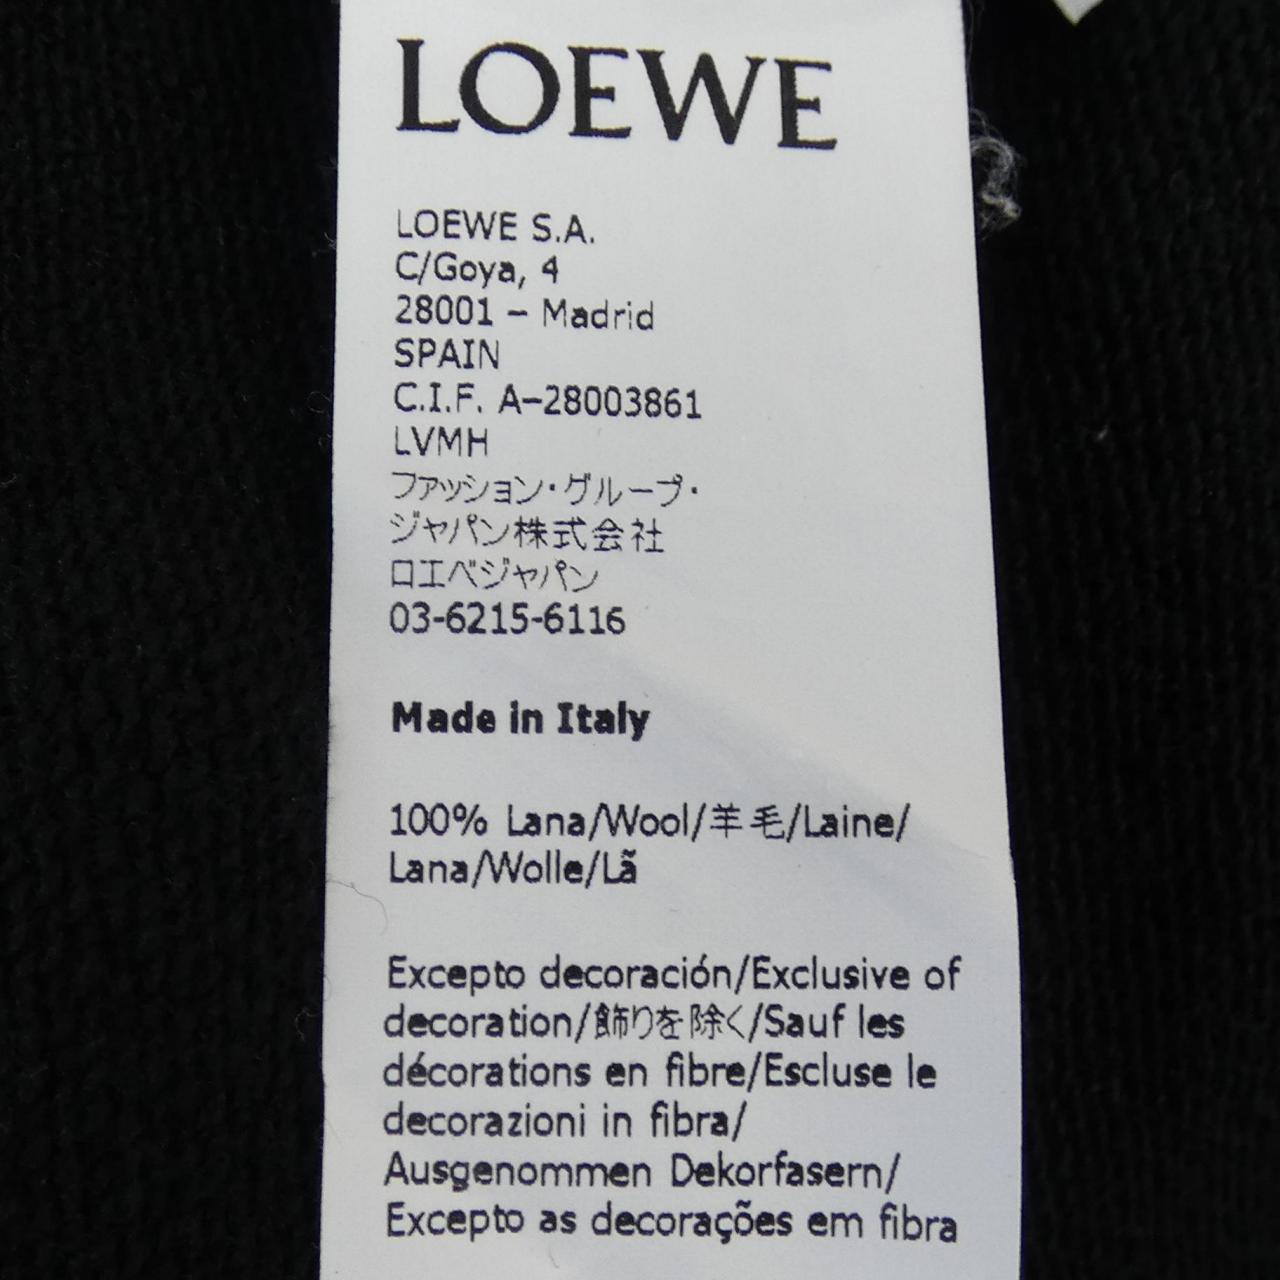 LOEWE
LOEWE S.A.
C/Goya, 4
28001 – Madrid
SPAIN
C.I.F. A–28003861
LVMH
ファッション・グループ・
ジャパン株式会社
ロエベジャパン
03-6215-6116
Made in Italy
100% Lana/Wool/羊毛/Laine/
Lana/Wolle/Lã
Excepto decoración/Exclusive of
decoration/飾りを除く/Sauf les
décorations en fibre/Escluse le
decorazioni in fibra/
Ausgenommen Dekorfasern/
Excepto as decorações em fibra